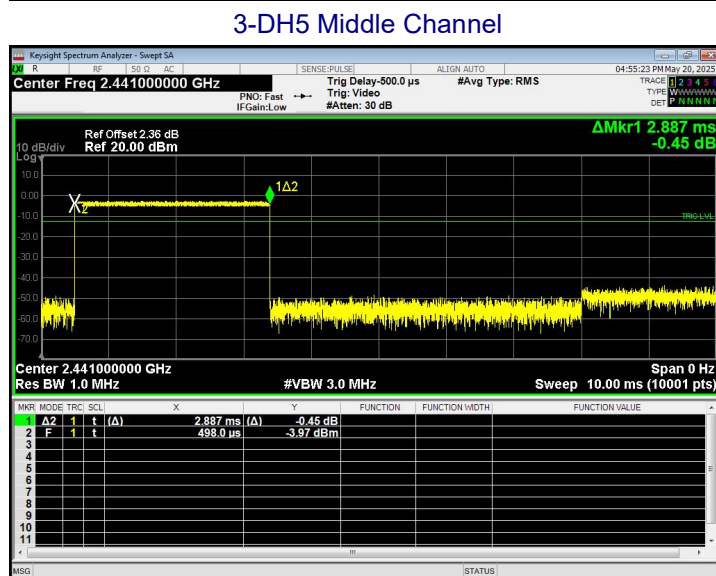 3-DH5 Middle Channel
Keysight Spectrum Analyzer - Swept SA
LXI R RF 50 Ω AC SENSE:PULSE ALIGN AUTO 04:55:23 PM May 20, 2025
Center Freq 2.441000000 GHz PNO: Fast Trig Delay-500.0 µs #Avg Type: RMS TRACE 1 2 3 4 5
IFGain:Low Trig: Video TYPE W
#Atten: 30 dB DET P N N N N N
Ref Offset 2.36 dB ΔMkr1 2.887 ms
10 dB/div Ref 20.00 dBm -0.45 dB
Log
10.0
0.00
-10.0
-20.0
-30.0
-40.0
-50.0
-60.0
-70.0
1Δ2
2
TRIG LVL
Center 2.441000000 GHz Span 0 Hz
Res BW 1.0 MHz #VBW 3.0 MHz Sweep 10.00 ms (10001 pts)
MKR MODE TRC SCL X Y FUNCTION FUNCTION WIDTH FUNCTION VALUE
1 Δ2 1 t (Δ) 2.887 ms (Δ) -0.45 dB
2 F 1 t 498.0 µs -3.97 dBm
3
4
5
6
7
8
9
10
11
MSG STATUS